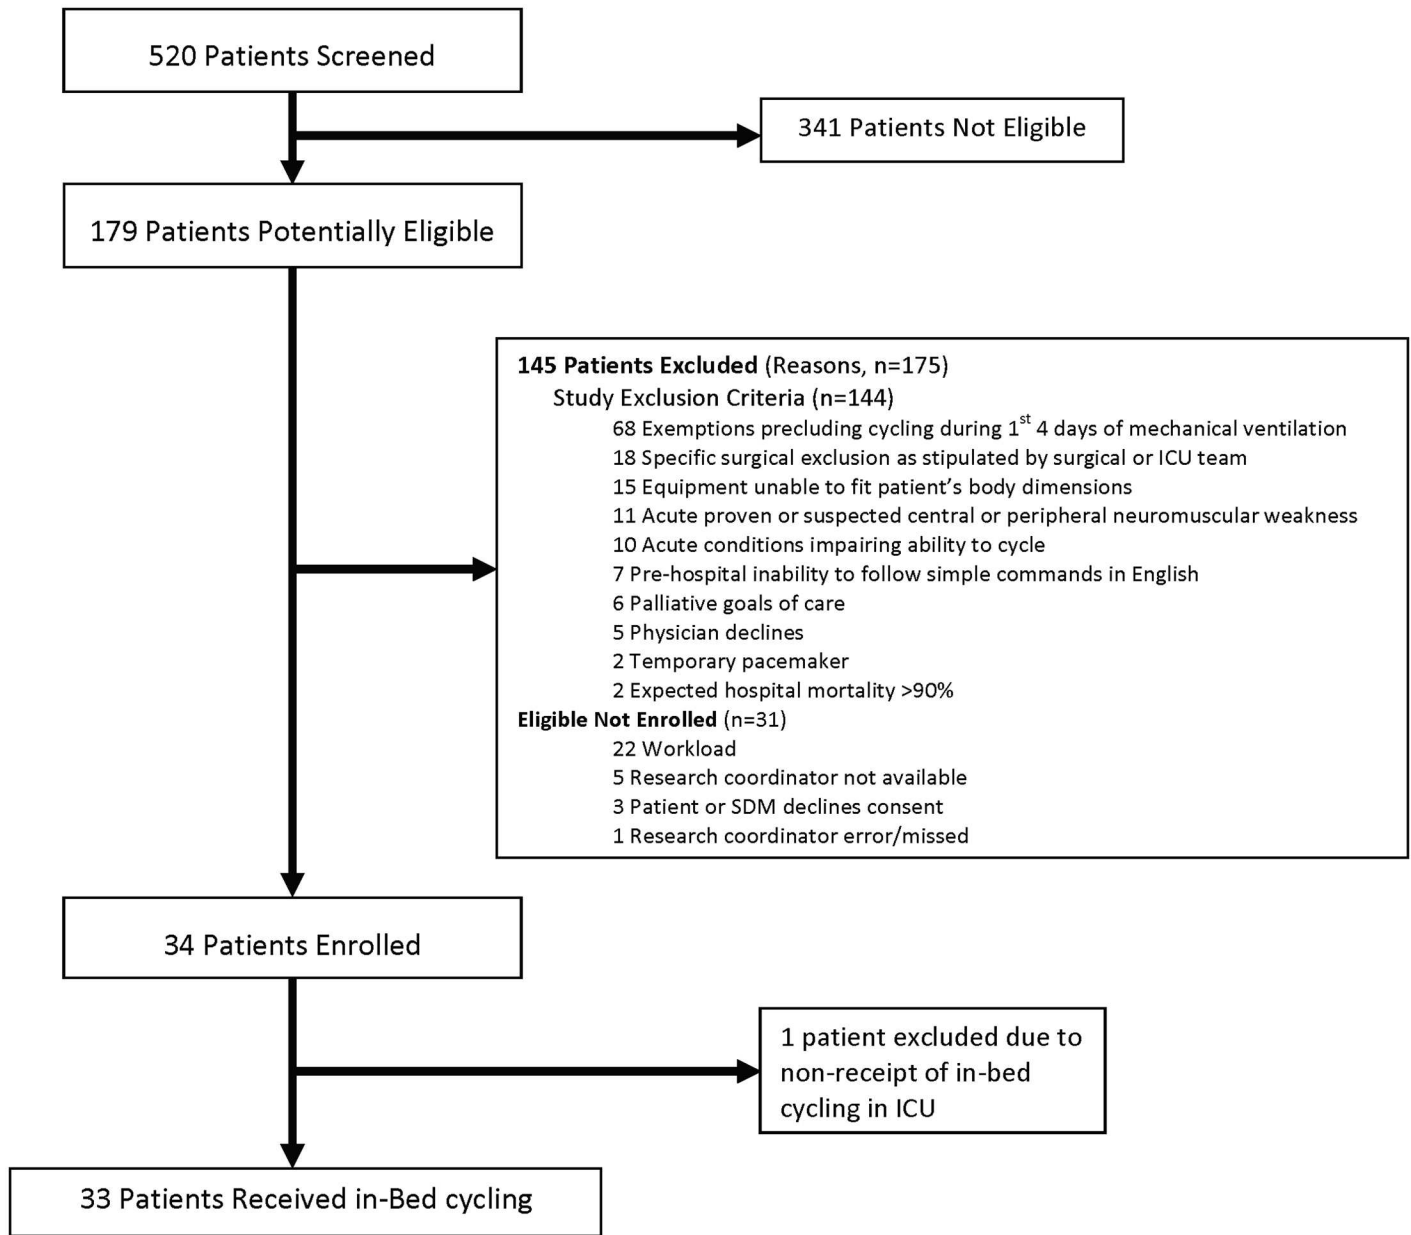 520 Patients Screened
341 Patients Not Eligible
179 Patients Potentially Eligible
145 Patients Excluded (Reasons, n=175)
Study Exclusion Criteria (n=144)
68 Exemptions precluding cycling during 1st 4 days of mechanical ventilation
18 Specific surgical exclusion as stipulated by surgical or ICU team
15 Equipment unable to fit patient’s body dimensions
11 Acute proven or suspected central or peripheral neuromuscular weakness
10 Acute conditions impairing ability to cycle
7 Pre-hospital inability to follow simple commands in English
6 Palliative goals of care
5 Physician declines
2 Temporary pacemaker
2 Expected hospital mortality >90%
Eligible Not Enrolled (n=31)
22 Workload
5 Research coordinator not available
3 Patient or SDM declines consent
1 Research coordinator error/missed
34 Patients Enrolled
1 patient excluded due to
non-receipt of in-bed
cycling in ICU
33 Patients Received in-Bed cycling